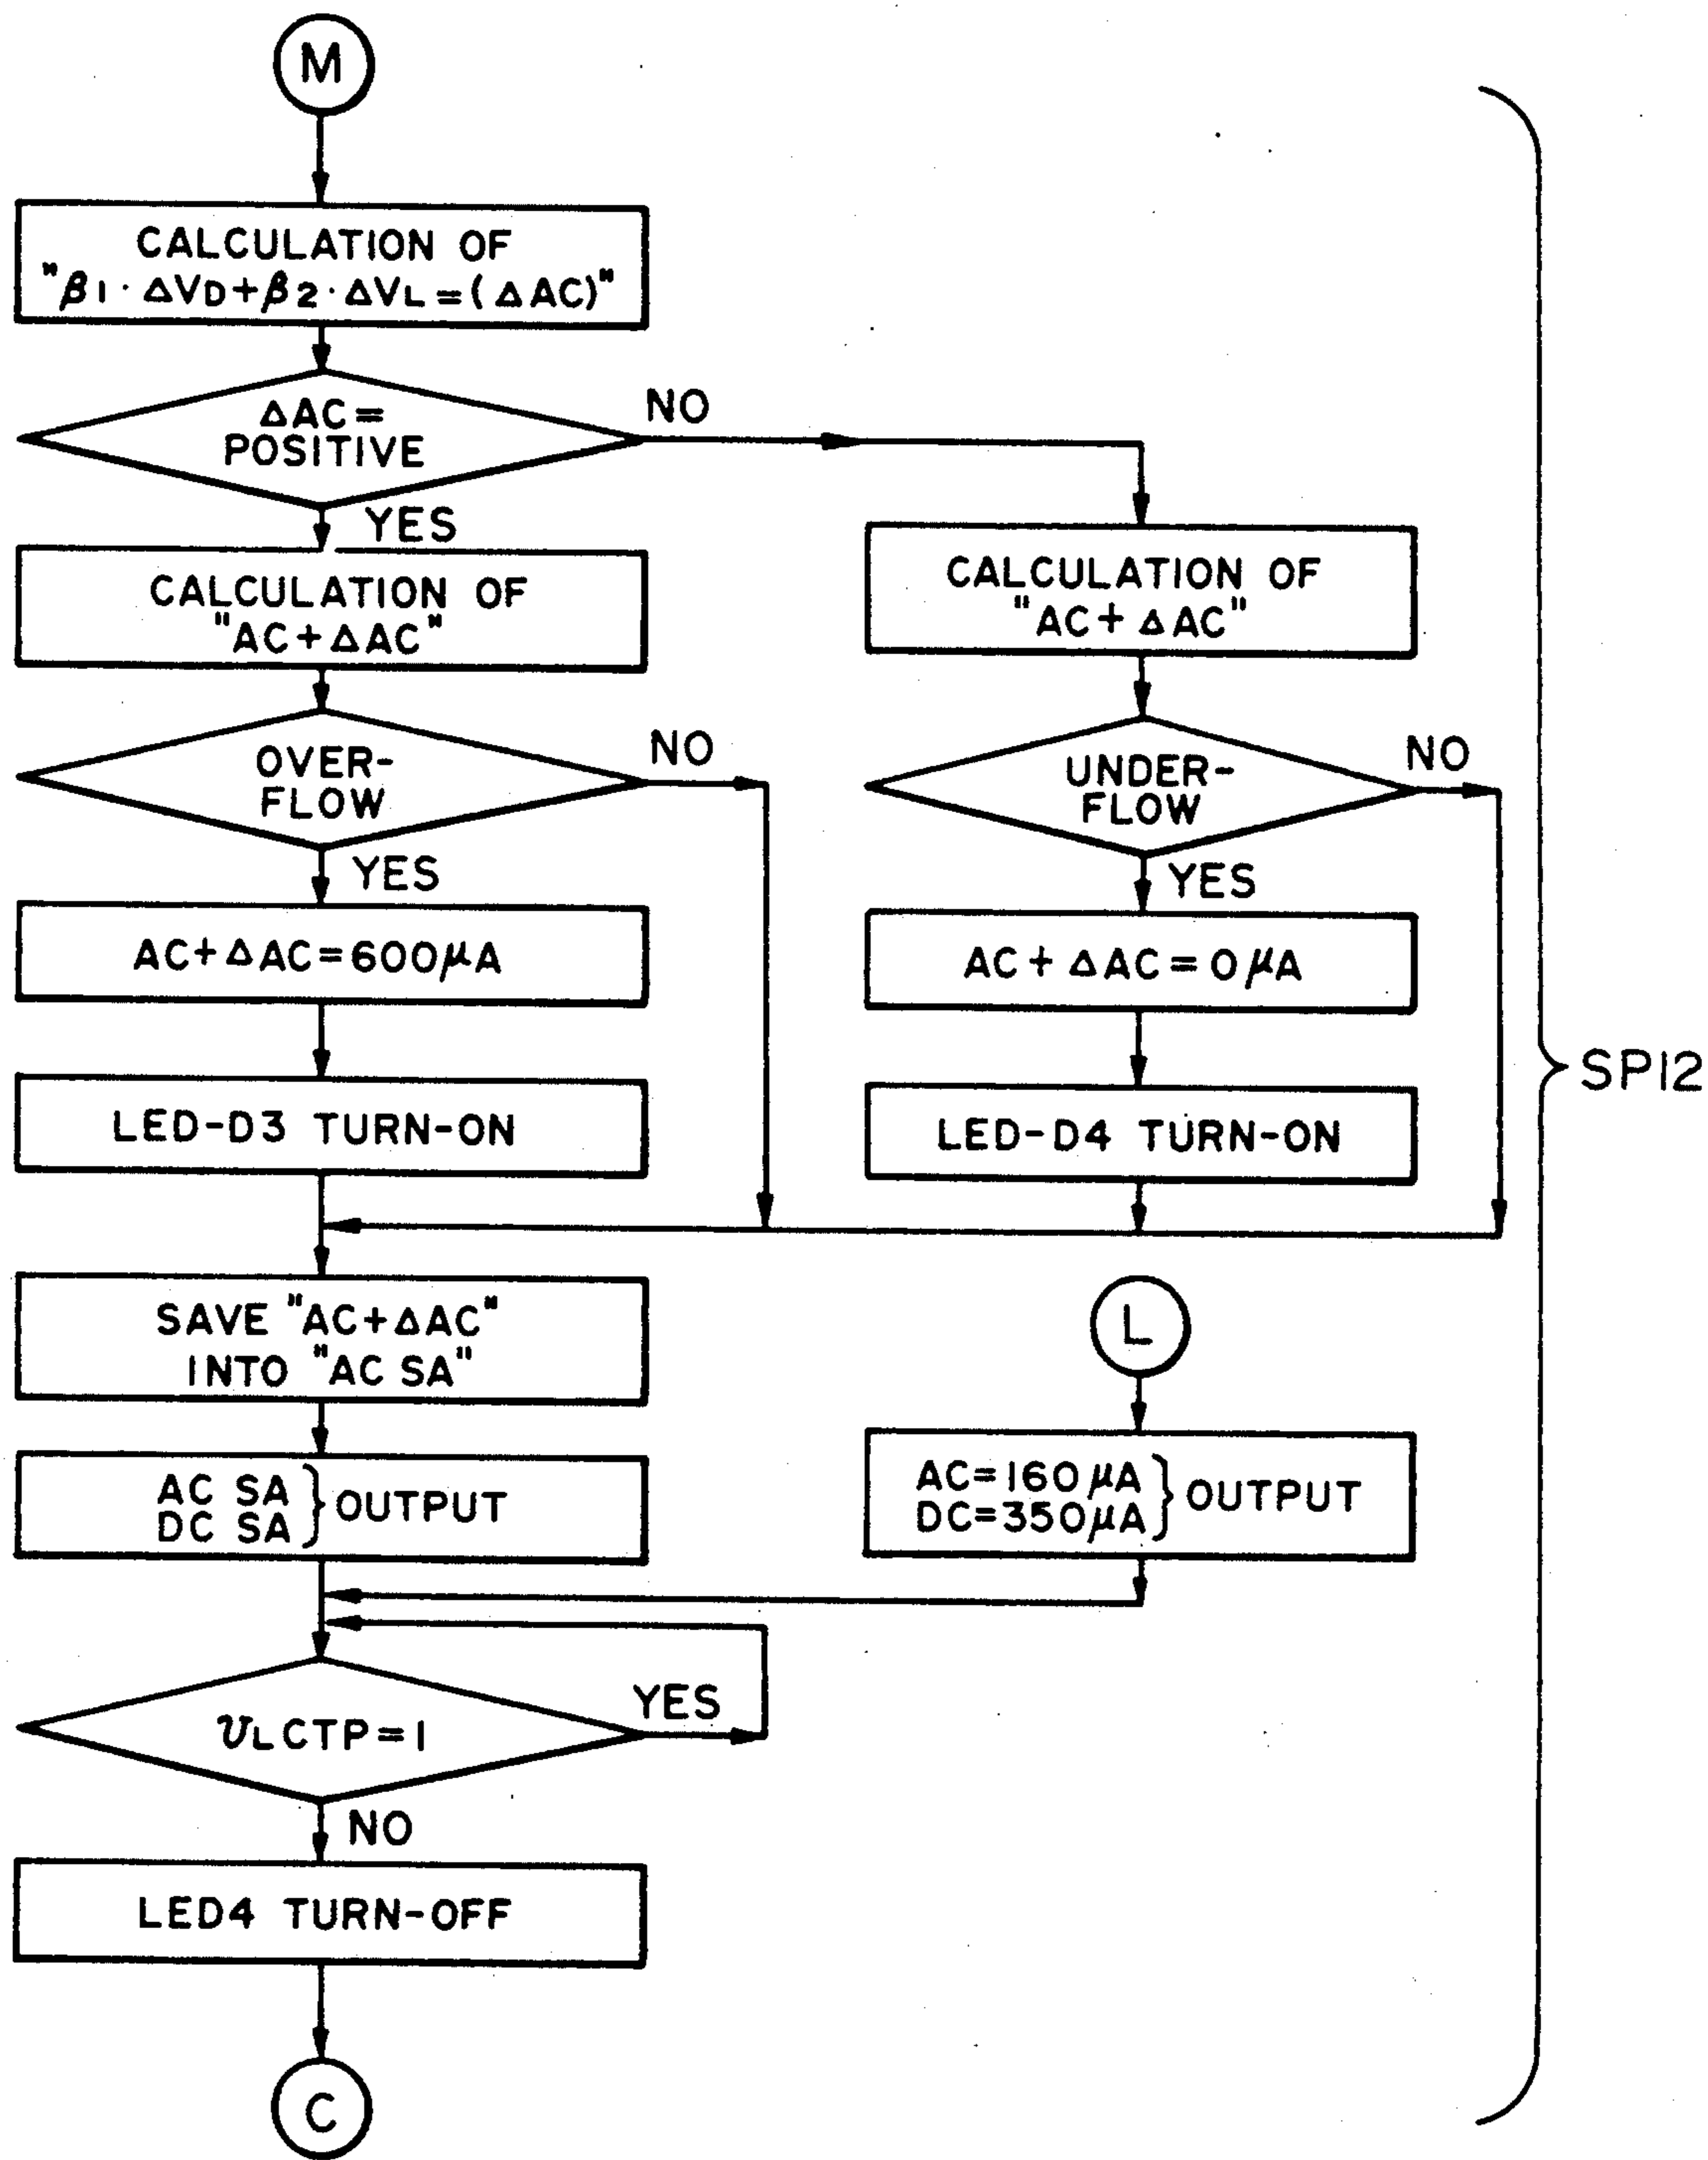 M
CALCULATION OF
"β1·ΔVD+β2·ΔVL=(ΔAC)"
ΔAC=
POSITIVE
NO
YES
CALCULATION OF
"AC+ΔAC"
CALCULATION OF
"AC+ΔAC"
OVER-
FLOW
NO
YES
UNDER-
FLOW
NO
YES
AC+ΔAC=600μA
AC+ΔAC=0μA
LED-D3 TURN-ON
LED-D4 TURN-ON
SP12
SAVE "AC+ΔAC"
INTO "AC SA"
L
AC SA
DC SA } OUTPUT
AC=160μA
DC=350μA } OUTPUT
VLCTP=1
YES
NO
LED4 TURN-OFF
C